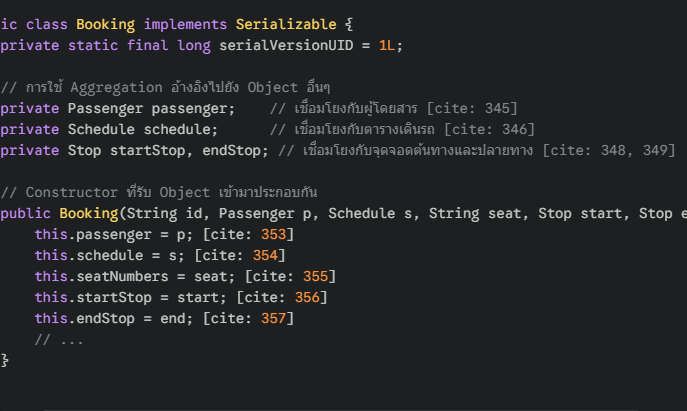 ic class Booking implements Serializable {
private static final long serialVersionUID = 1L;
// การใช้ Aggregation อ้างอิงไปยัง Object อื่นๆ
private Passenger passenger;    // เชื่อมโยงกับผู้โดยสาร [cite: 345]
private Schedule schedule;      // เชื่อมโยงกับตารางเดินรถ [cite: 346]
private Stop startStop, endStop; // เชื่อมโยงกับจุดจอดต้นทางและปลายทาง [cite: 348, 349]
// Constructor ที่รับ Object เข้ามาประกอบกัน
public Booking(String id, Passenger p, Schedule s, String seat, Stop start, Stop e
    this.passenger = p; [cite: 353]
    this.schedule = s; [cite: 354]
    this.seatNumbers = seat; [cite: 355]
    this.startStop = start; [cite: 356]
    this.endStop = end; [cite: 357]
    // ...
}